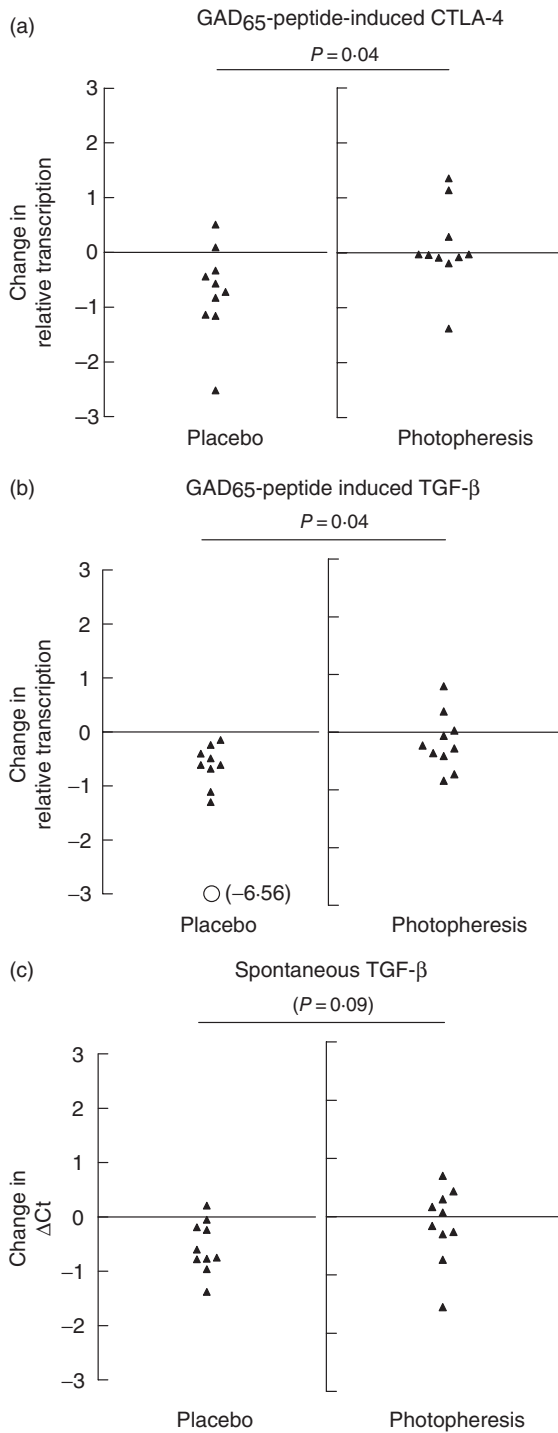 (a)
GAD65-peptide-induced CTLA-4
P = 0·04
3
2
1
0
−1
−2
−3
Change in
relative transcription
Placebo
Photopheresis
(b)
GAD65-peptide induced TGF-β
P = 0·04
3
2
1
0
−1
−2
−3
Change in
relative transcription
(−6·56)
Placebo
Photopheresis
(c)
Spontaneous TGF-β
(P = 0·09)
3
2
1
0
−1
−2
−3
Change in
ΔCt
Placebo
Photopheresis